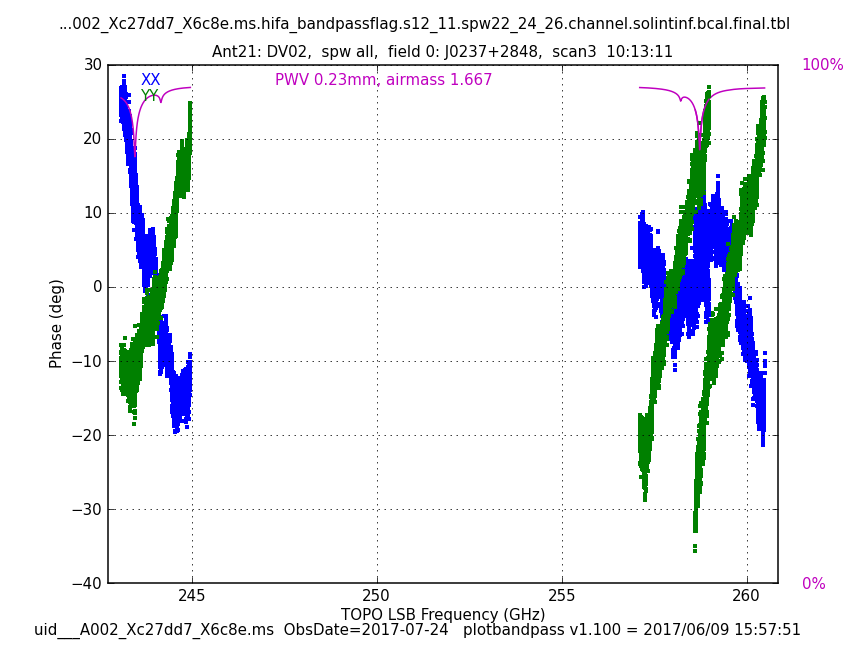 ...002_Xc27dd7_X6c8e.ms.hifa_bandpassflag.s12_11.spw22_24_26.channel.solintinf.bcal.final.tbl
Ant21: DV02,  spw all,  field 0: J0237+2848,  scan3  10:13:11
30
20
10
0
−10
−20
−30
−40
Phase (deg)
XX
YY
PWV 0.23mm, airmass 1.667
100%
0%
245
250
255
260
TOPO LSB Frequency (GHz)
uid___A002_Xc27dd7_X6c8e.ms  ObsDate=2017-07-24   plotbandpass v1.100 = 2017/06/09 15:57:51